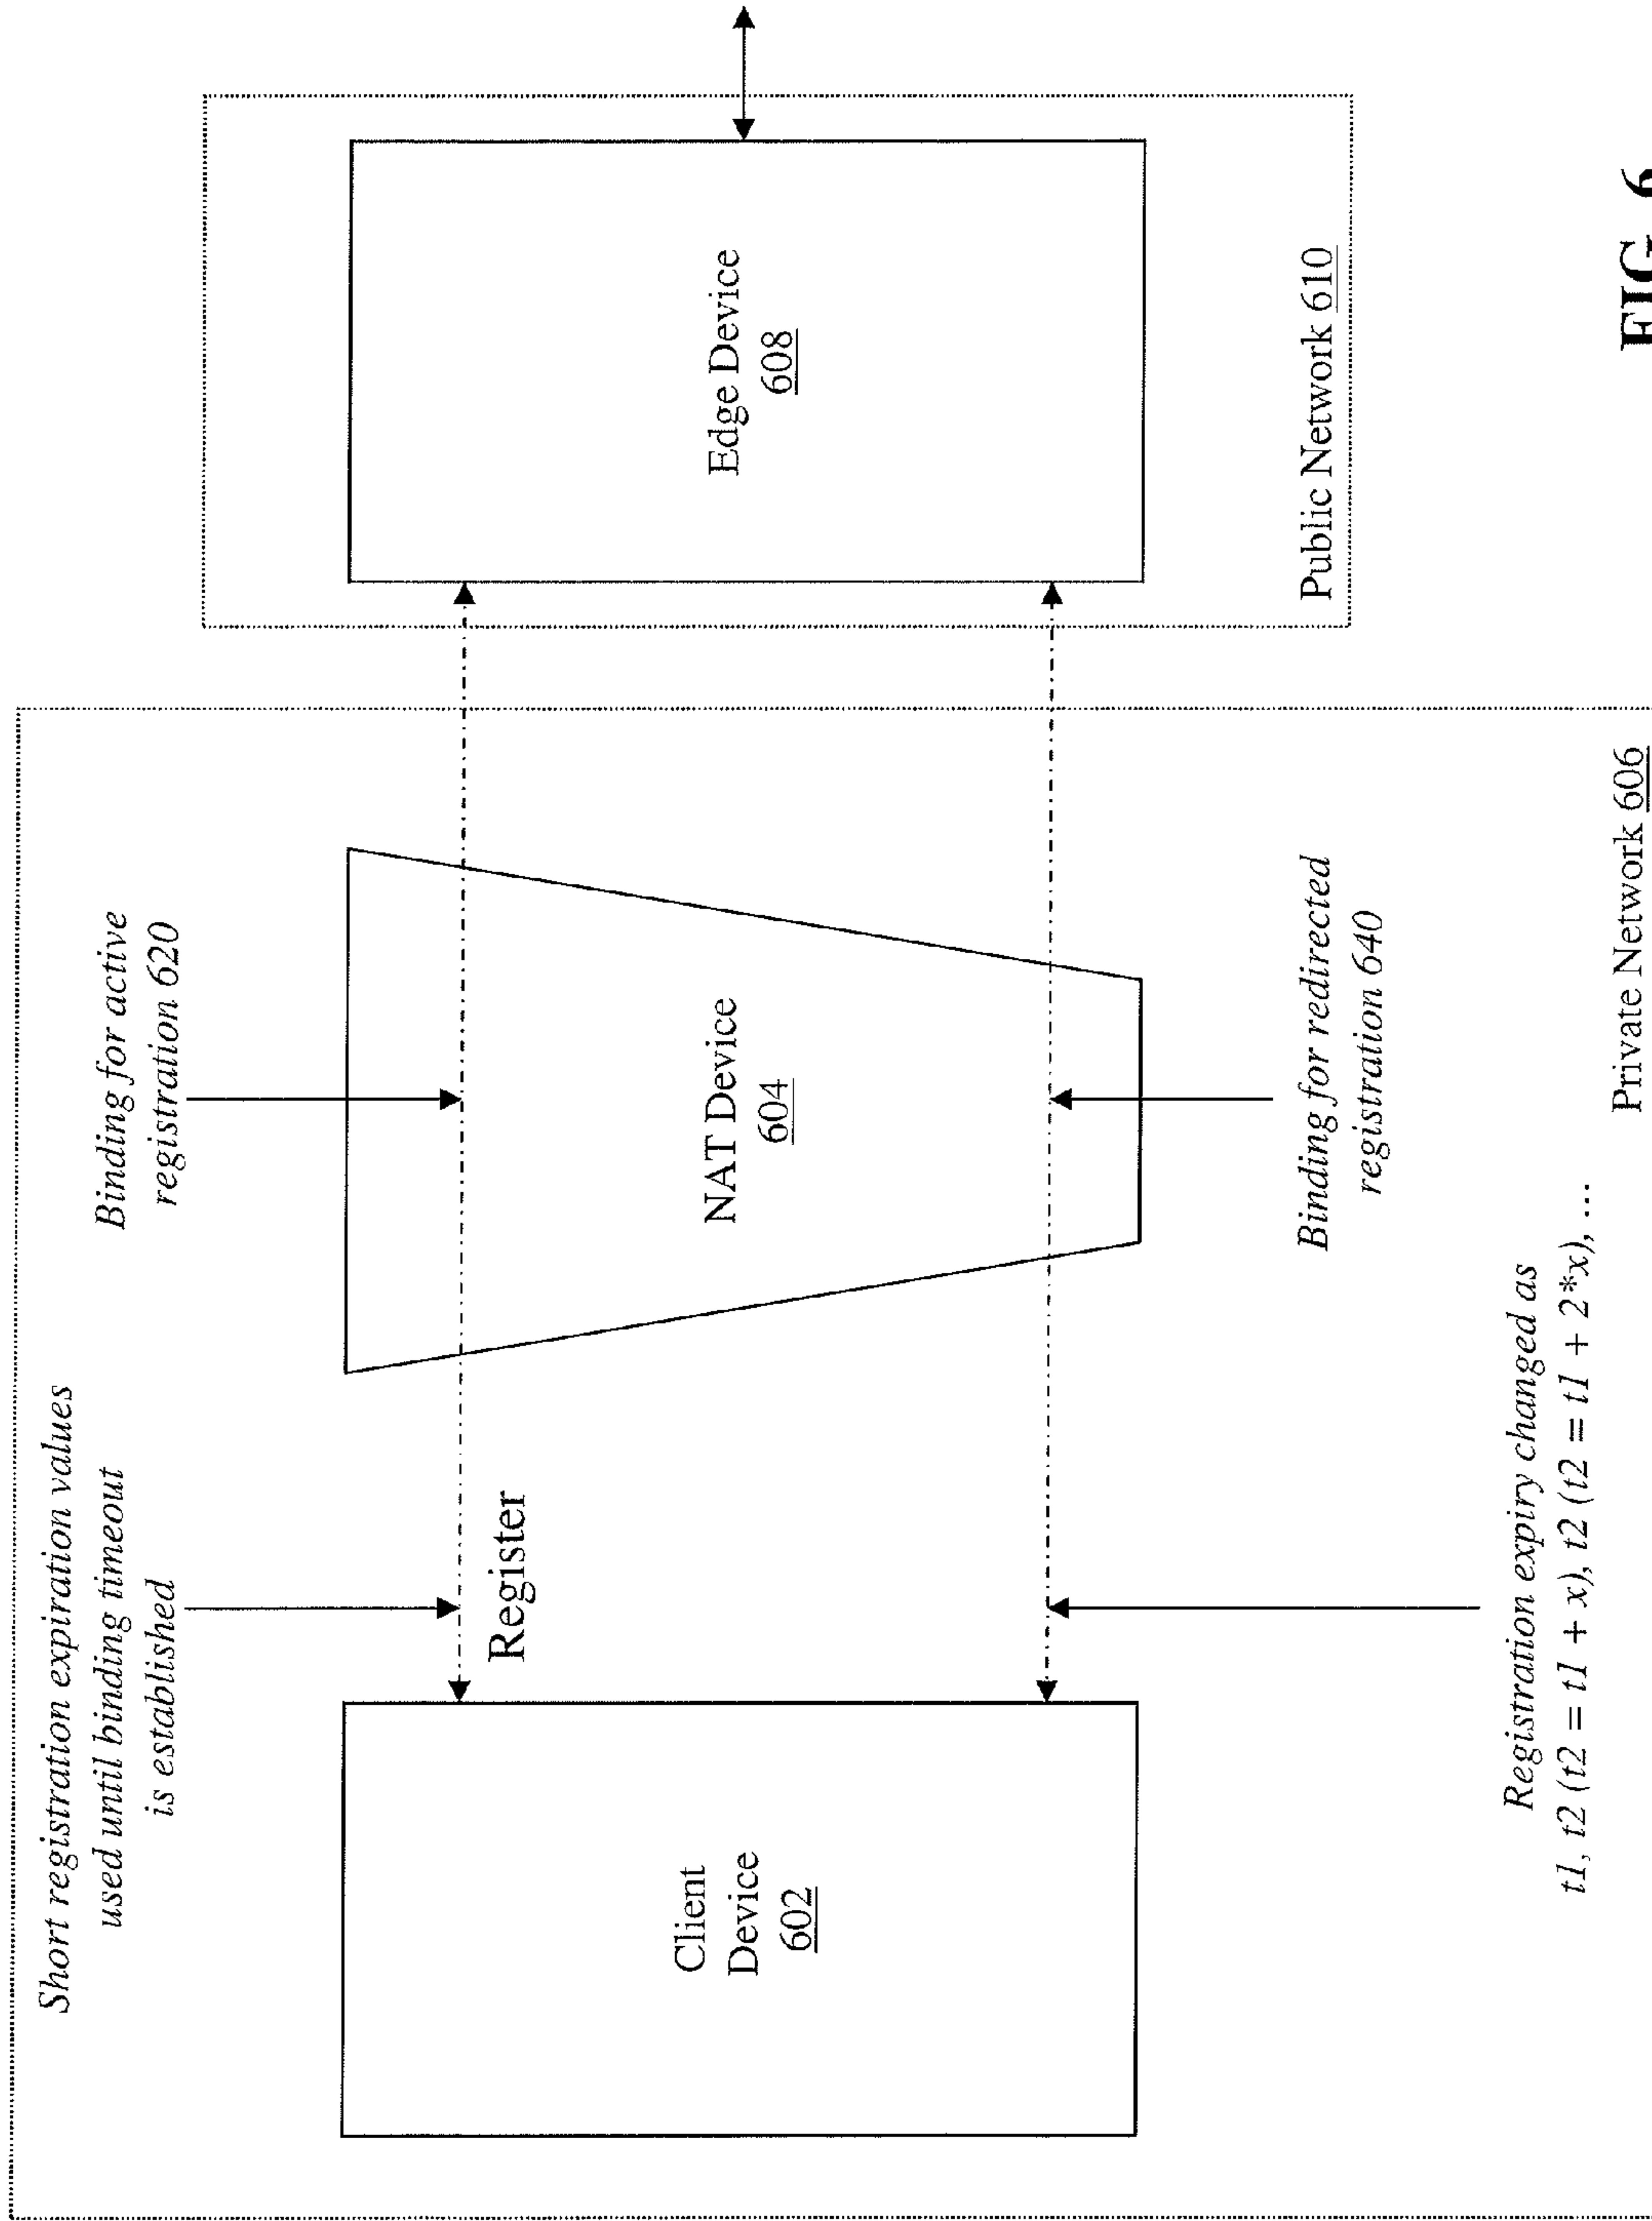 Short registration expiration values
used until binding timeout
is established
Binding for active
registration 620
Register
Client
Device
602
NAT Device
604
Edge Device
608
Binding for redirected
registration 640
Public Network 610
Registration expiry changed as
t1, t2 (t2 = t1 + x), t2 (t2 = t1 + 2*x), ...
Private Network 606
FIG. 6